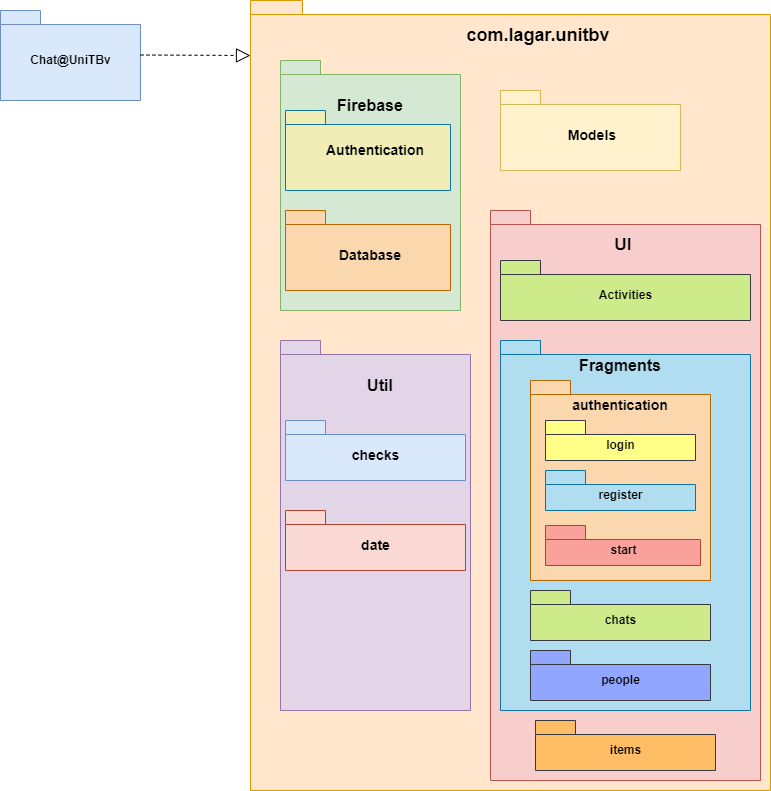 Chat@UniTBv
com.lagar.unitbv
Firebase
Authentication
Database
Models
UI
Activities
Fragments
authentication
login
register
start
chats
people
items
Util
checks
date